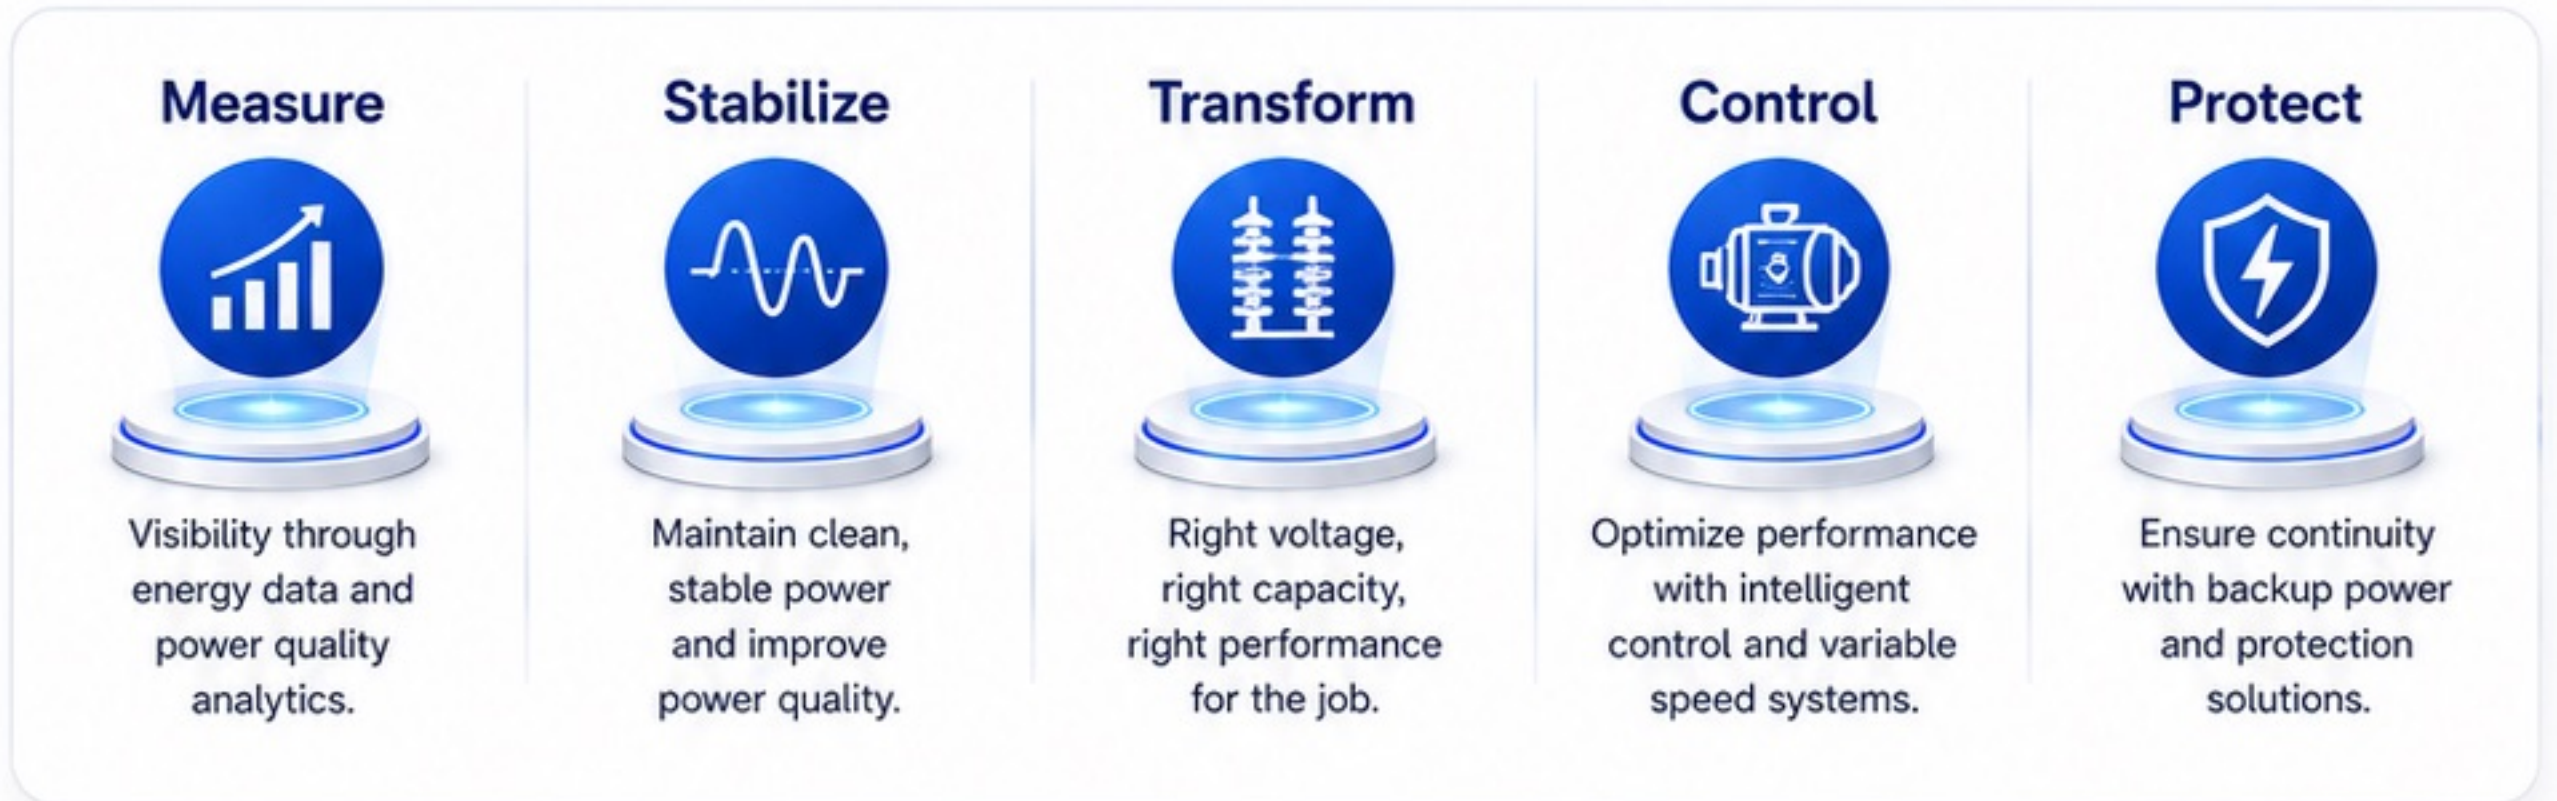 Measure
Visibility through
energy data and
power quality
analytics.
Stabilize
Maintain clean,
stable power
and improve
power quality.
Transform
Right voltage,
right capacity,
right performance
for the job.
Control
Optimize performance
with intelligent
control and variable
speed systems.
Protect
Ensure continuity
with backup power
and protection
solutions.